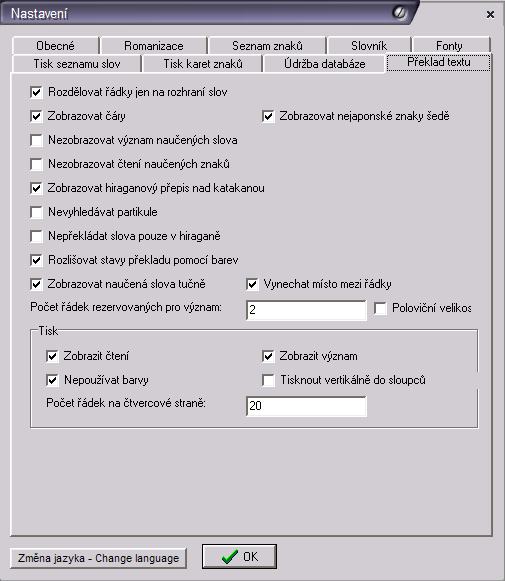 Nastavení
Obecné Romanizace Seznam znaků Slovník Fonty
Tisk seznamu slov Tisk karet znaků Údržba databáze Překlad textu
Rozdělovat řádky jen na rozhraní slov
Zobrazovat čáry Zobrazovat nejaponské znaky šedě
Nezobrazovat význam naučených slova
Nezobrazovat čtení naučených znaků
Zobrazovat hiraganový přepis nad katakanou
Nevyhledávat partikule
Nepřekládat slova pouze v hiraganě
Rozlišovat stavy překladu pomocí barev
Zobrazovat naučená slova tučně Vynechat místo mezi řádky
Počet řádek rezervovaných pro význam: 2 Poloviční velikos
Tisk
Zobrazit čtení Zobrazit význam
Nepoužívat barvy Tisknout vertikálně do sloupců
Počet řádek na čtvercové straně: 20
Změna jazyka - Change language OK